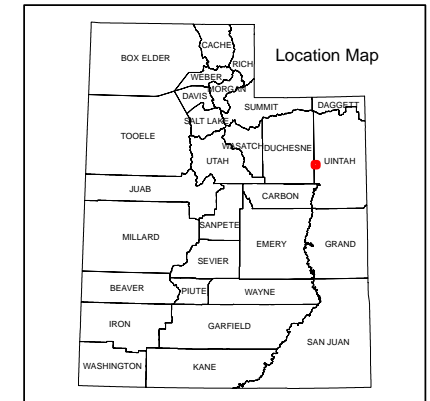 Location Map
CACHE
BOX ELDER
RICH
WEBER
MORGAN
DAVIS
SUMMIT
DAGGETT
SALT LAKE
TOOELE
WASATCH
DUCHESNE
UINTAH
UTAH
JUAB
CARBON
SANPETE
MILLARD
EMERY
GRAND
SEVIER
BEAVER
PIUTE
WAYNE
IRON
GARFIELD
SAN JUAN
WASHINGTON
KANE